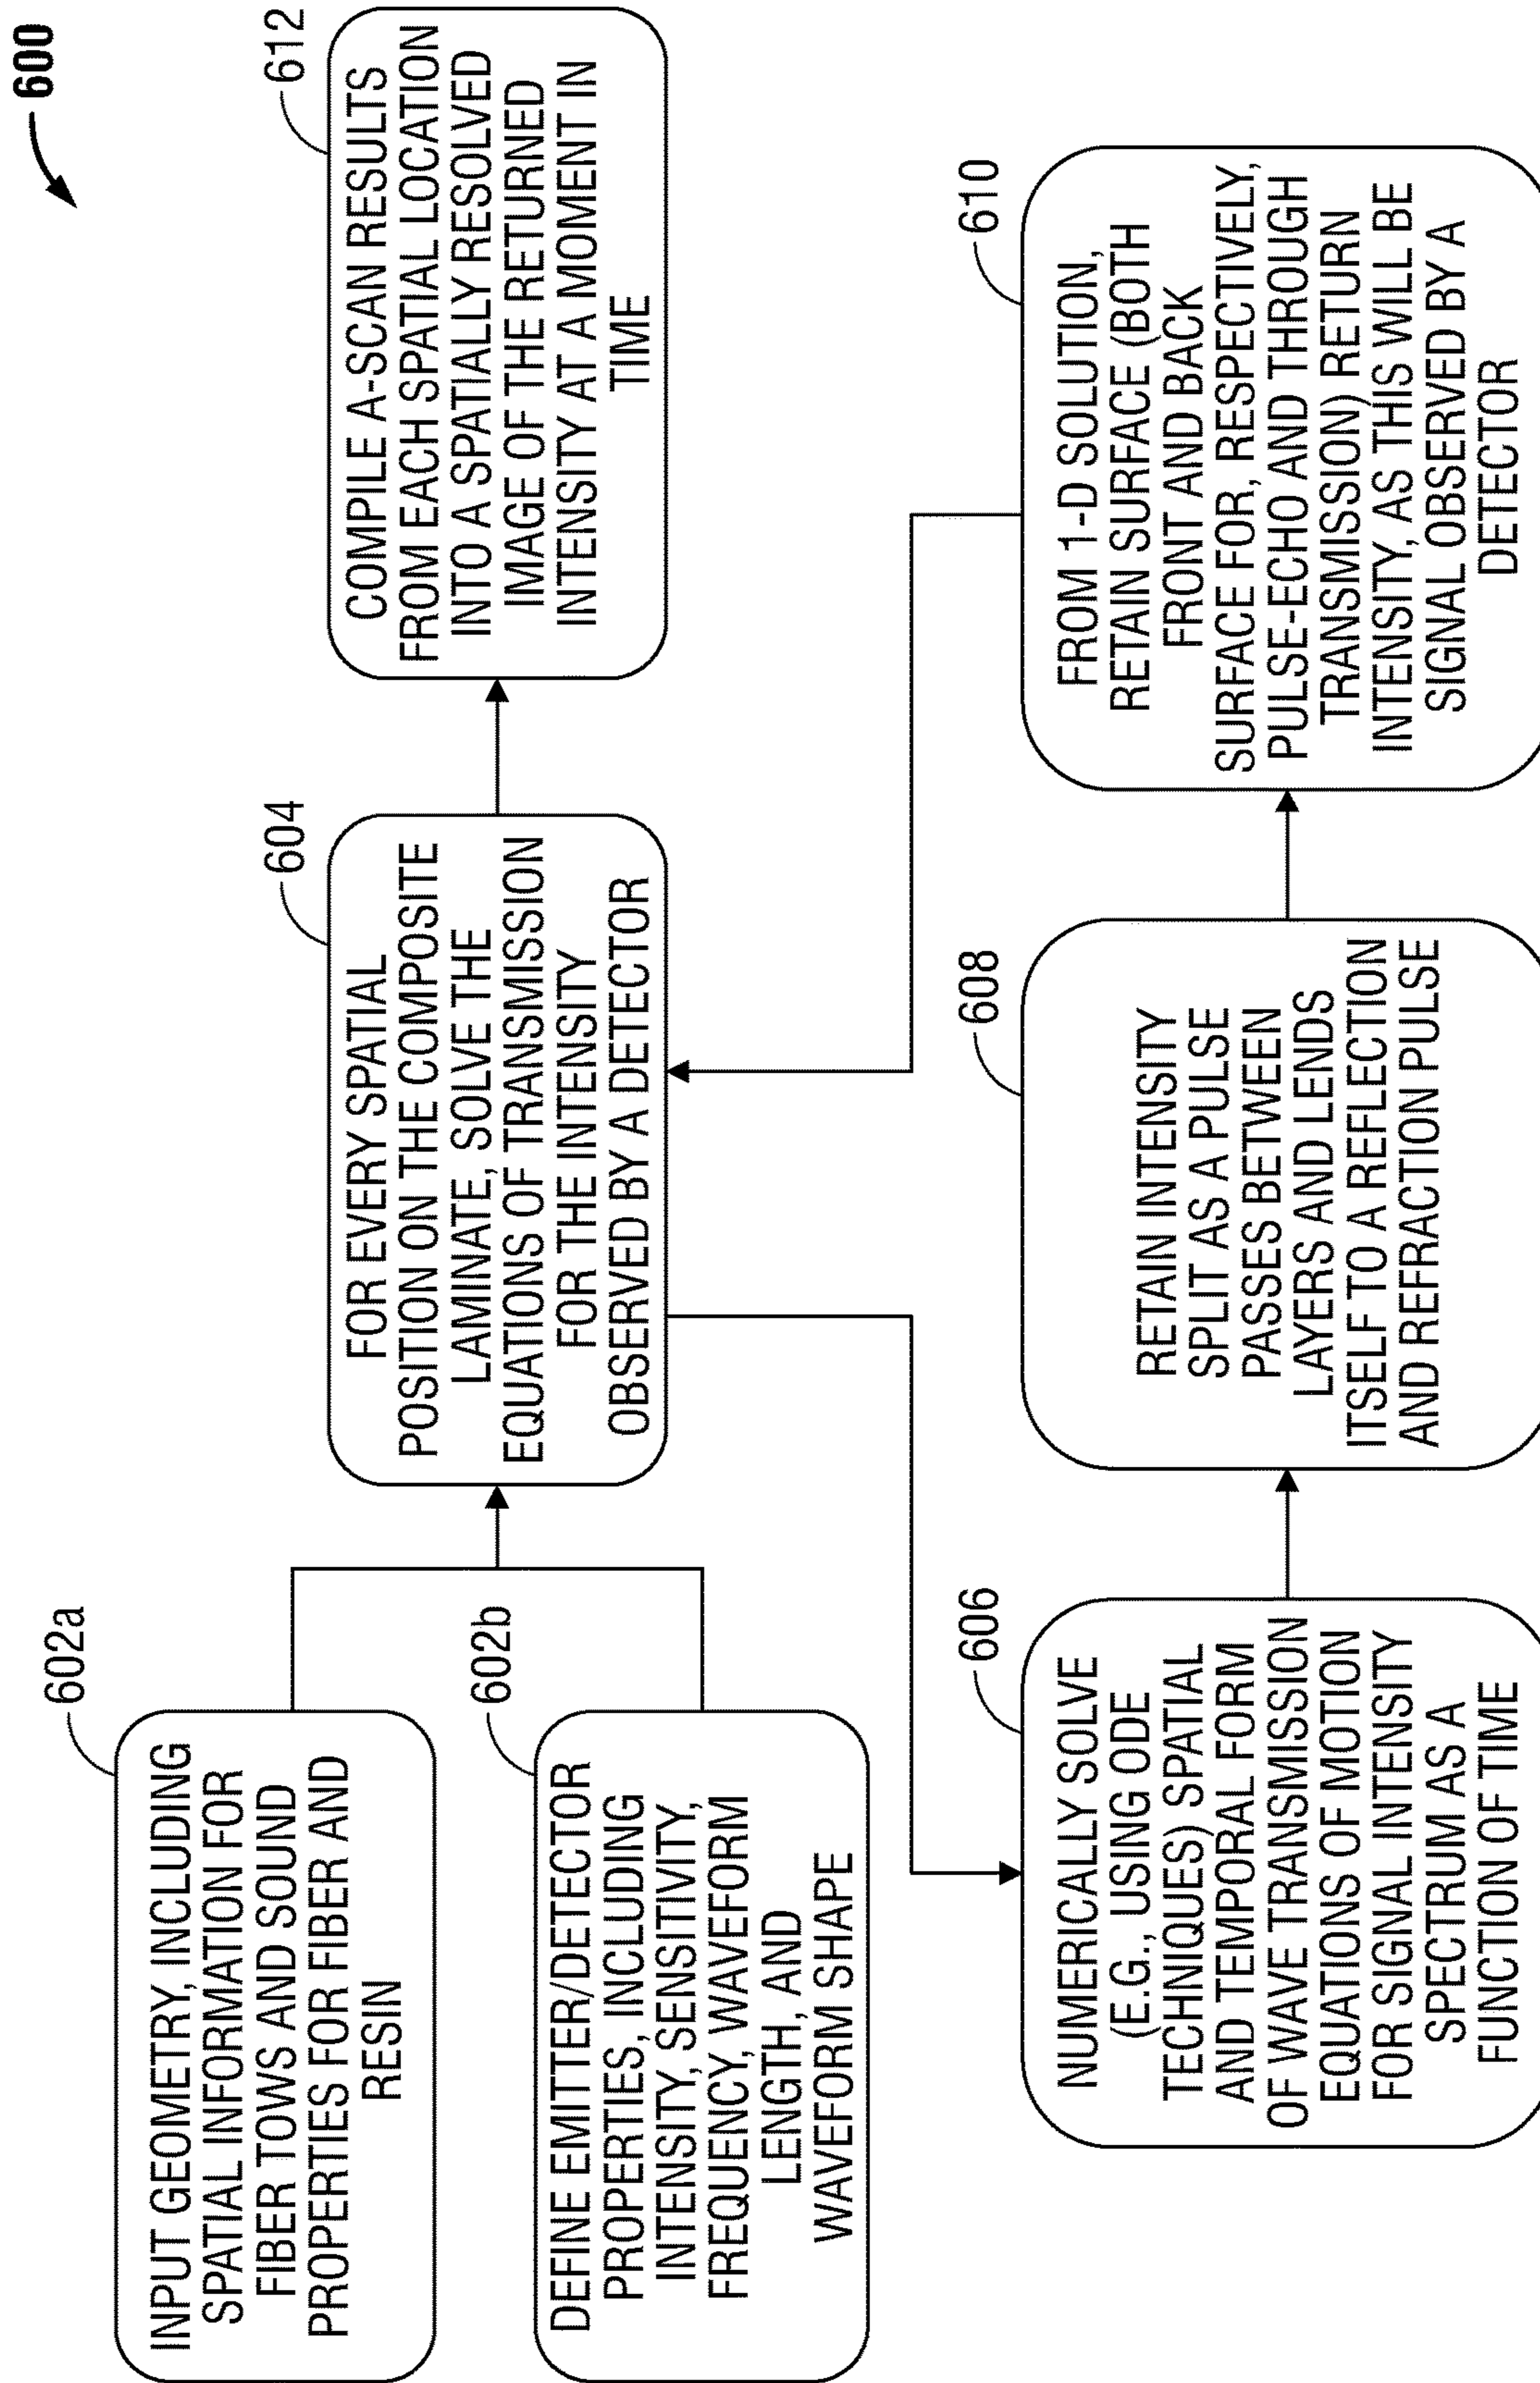 600
602a
INPUT GEOMETRY, INCLUDING
SPATIAL INFORMATION FOR
FIBER TOWS AND SOUND
PROPERTIES FOR FIBER AND
RESIN
602b
DEFINE EMITTER/DETECTOR
PROPERTIES, INCLUDING
INTENSITY, SENSITIVITY,
FREQUENCY, WAVEFORM
LENGTH, AND
WAVEFORM SHAPE
604
FOR EVERY SPATIAL
POSITION ON THE COMPOSITE
LAMINATE, SOLVE THE
EQUATIONS OF TRANSMISSION
FOR THE INTENSITY
OBSERVED BY A DETECTOR
612
COMPILE A-SCAN RESULTS
FROM EACH SPATIAL LOCATION
INTO A SPATIALLY RESOLVED
IMAGE OF THE RETURNED
INTENSITY AT A MOMENT IN
TIME
606
NUMERICALLY SOLVE
(E.G., USING ODE
TECHNIQUES) SPATIAL
AND TEMPORAL FORM
OF WAVE TRANSMISSION
EQUATIONS OF MOTION
FOR SIGNAL INTENSITY
SPECTRUM AS A
FUNCTION OF TIME
608
RETAIN INTENSITY
SPLIT AS A PULSE
PASSES BETWEEN
LAYERS AND LENDS
ITSELF TO A REFLECTION
AND REFRACTION PULSE
610
FROM 1-D SOLUTION,
RETAIN SURFACE (BOTH
FRONT AND BACK
SURFACE FOR, RESPECTIVELY,
PULSE-ECHO AND THROUGH
TRANSMISSION) RETURN
INTENSITY, AS THIS WILL BE
SIGNAL OBSERVED BY A
DETECTOR